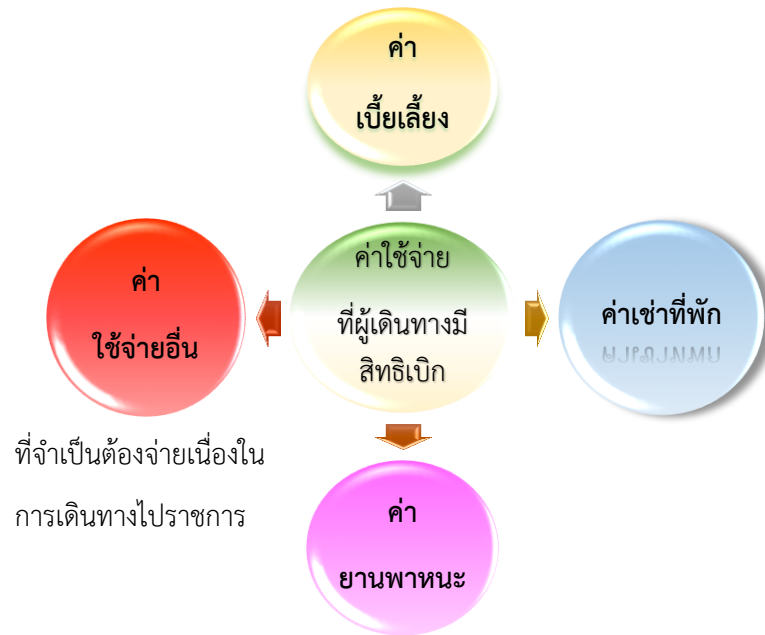 ค่า
เบี้ยเลี้ยง
ค่า
ใช้จ่ายอื่น
ค่าใช้จ่าย
ที่ผู้เดินทางมี
สิทธิเบิก
ค่าเช่าที่พัก
ที่จำเป็นต้องจ่ายเนื่องใน
การเดินทางไปราชการ
ค่า
ยานพาหนะ